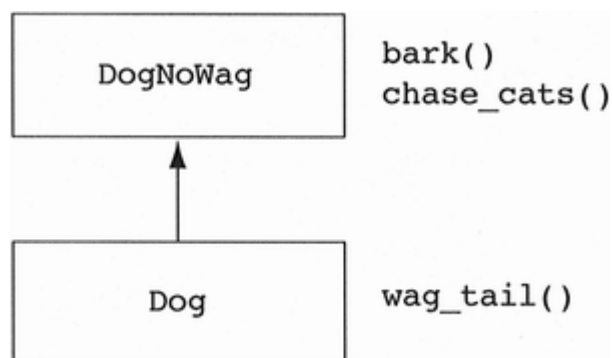 DogNoWag
bark()
chase_cats()
Dog
wag_tail()